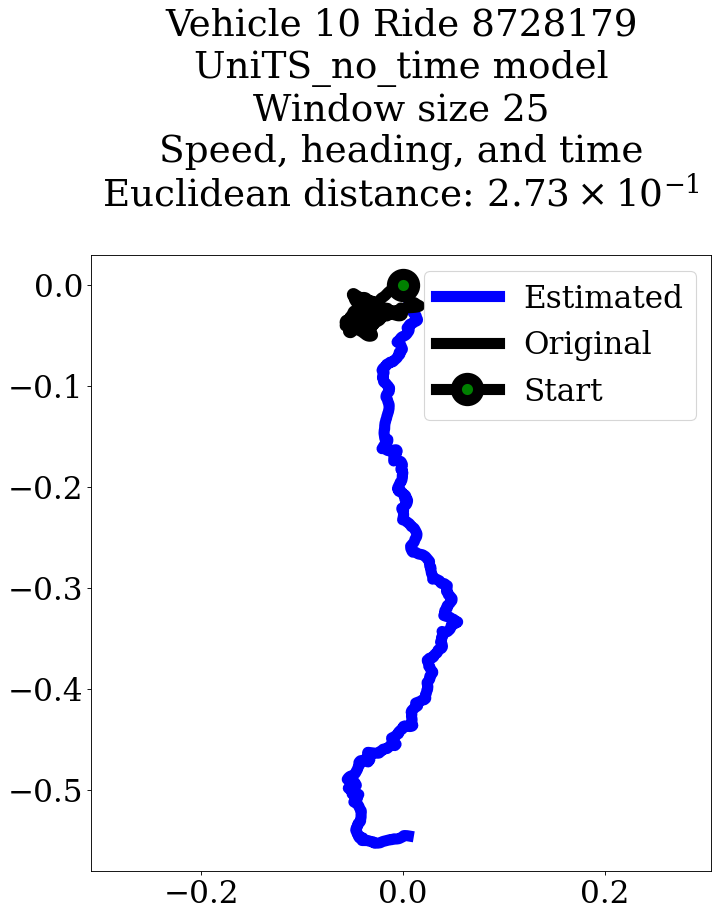 Vehicle 10 Ride 8728179
UniTS_no_time model
Window size 25
Speed, heading, and time
Euclidean distance: 2.73 × 10⁻¹
Estimated
Original
Start
0.0
−0.1
−0.2
−0.3
−0.4
−0.5
−0.2
0.0
0.2